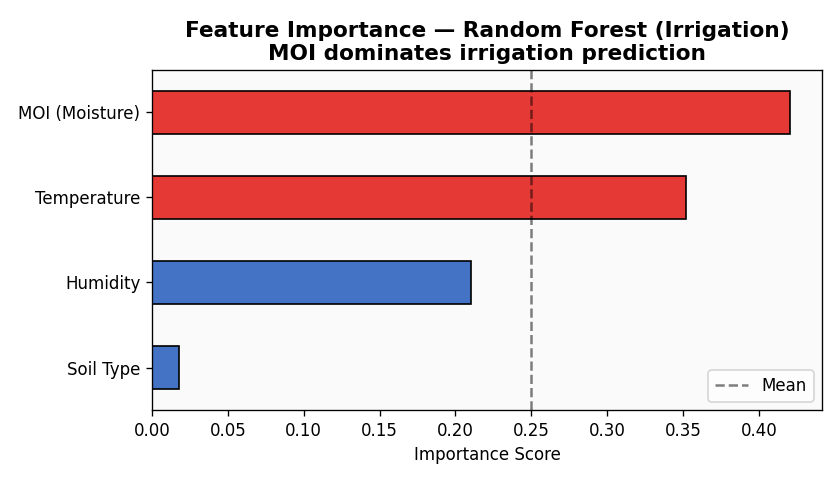 Feature Importance — Random Forest (Irrigation)
MOI dominates irrigation prediction
MOI (Moisture)
Temperature
Humidity
Soil Type
Mean
0.00 0.05 0.10 0.15 0.20 0.25 0.30 0.35 0.40
Importance Score